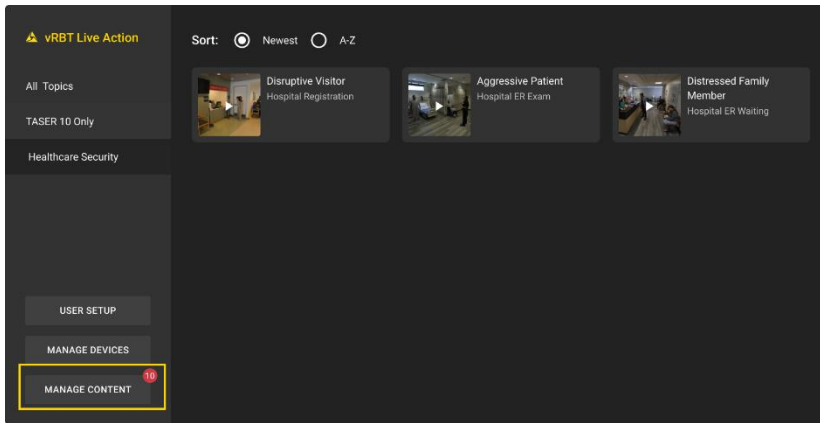 vRBT Live Action
Sort: Newest A-Z
All Topics
TASER 10 Only
Healthcare Security
Disruptive Visitor
Hospital Registration
Aggressive Patient
Hospital ER Exam
Distressed Family
Member
Hospital ER Waiting
USER SETUP
MANAGE DEVICES
10
MANAGE CONTENT